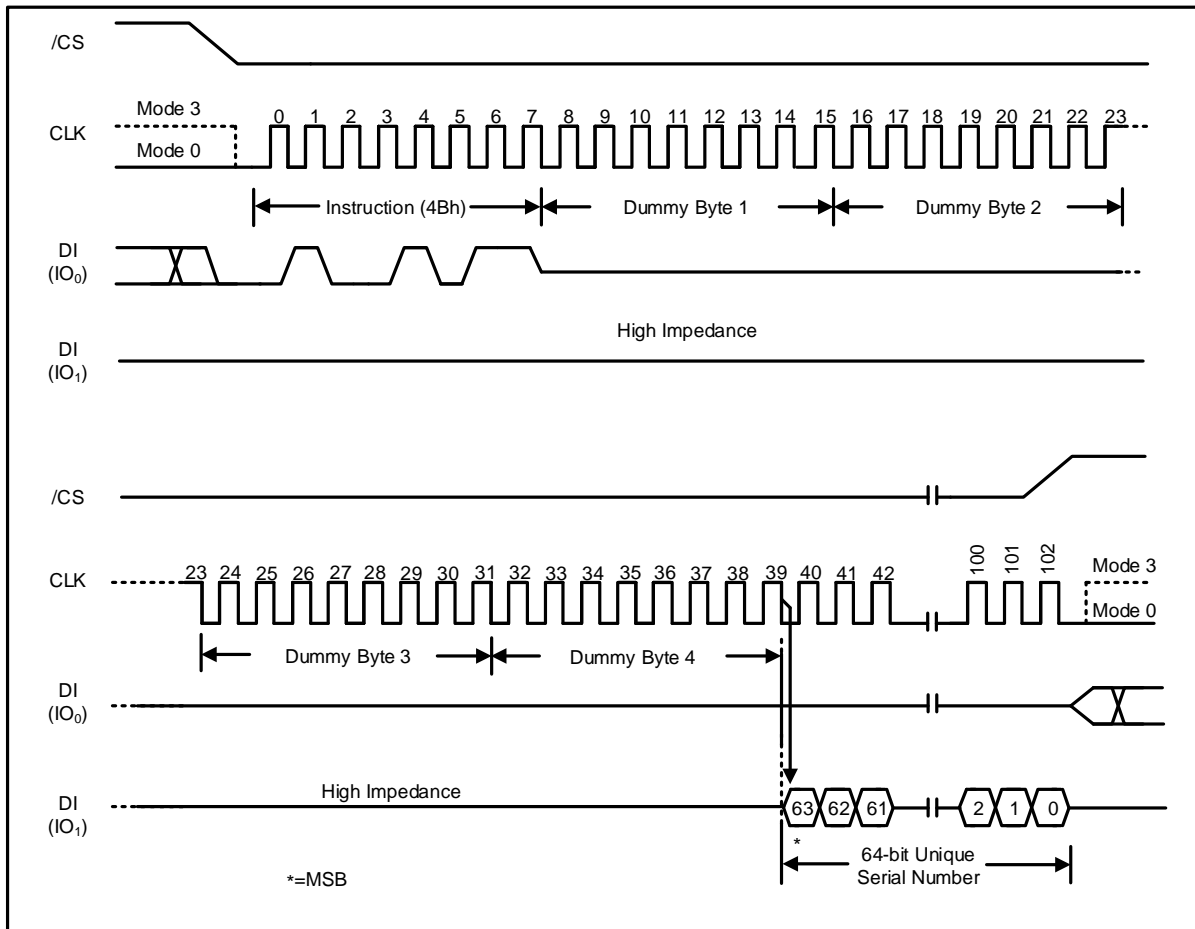 /CS
Mode 3
0 1 2 3 4 5 6 7 8 9 10 11 12 13 14 15 16 17 18 19 20 21 22 23
CLK
Mode 0
Instruction (4Bh) Dummy Byte 1 Dummy Byte 2
DI
(IO0)
High Impedance
DI
(IO1)
/CS
23 24 25 26 27 28 29 30 31 32 33 34 35 36 37 38 39 40 41 42 100 101 102
CLK
Mode 3
Mode 0
Dummy Byte 3 Dummy Byte 4
DI
(IO0)
High Impedance
DI
(IO1)
63 62 61 2 1 0
*
64-bit Unique
Serial Number
*=MSB